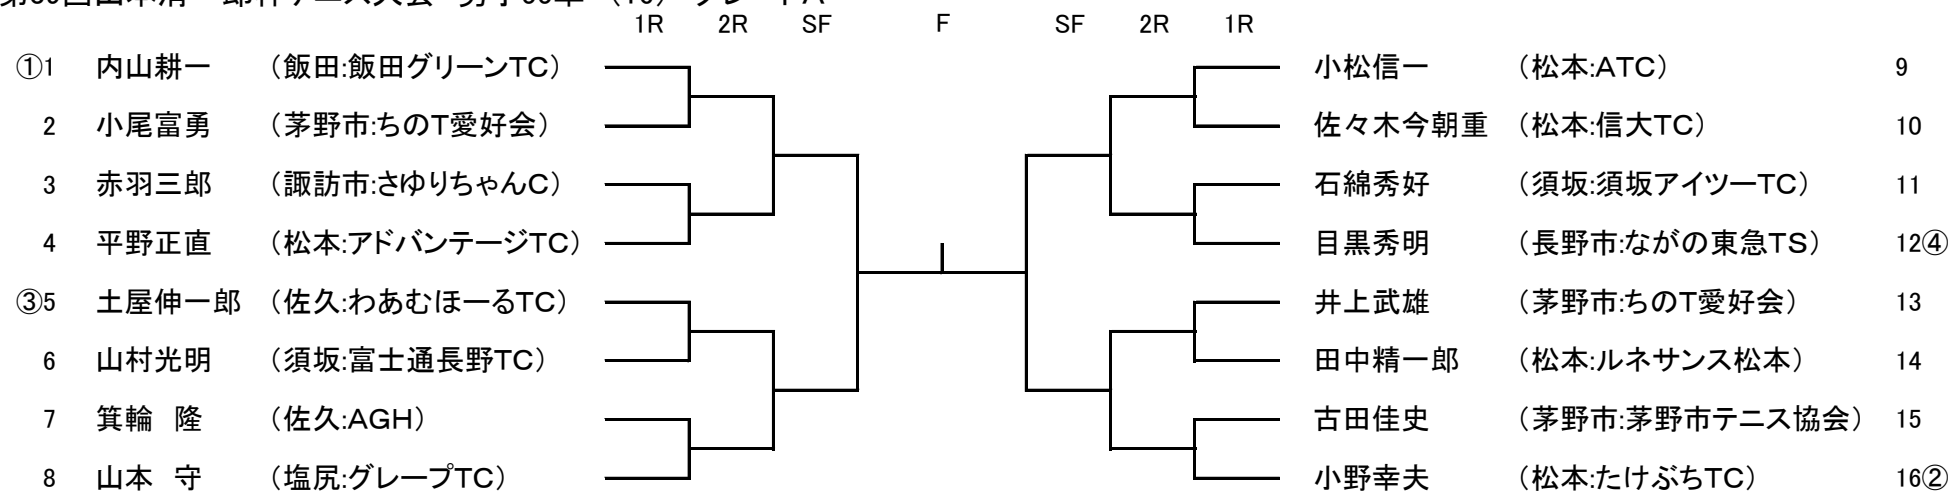 1R 2R SF F SF 2R 1R
①1 内山耕一 （飯田:飯田グリーンTC） 小松信一 （松本:ATC） 9
2 小尾富勇 （茅野市:ちのT愛好会） 佐々木今朝重 （松本:信大TC） 10
3 赤羽三郎 （諏訪市:さゆりちゃんC） 石綿秀好 （須坂:須坂アイツーTC） 11
4 平野正直 （松本:アドバンテージTC） 目黒秀明 （長野市:ながの東急TS） 12④
③5 土屋伸一郎 （佐久:わあむほーるTC） 井上武雄 （茅野市:ちのT愛好会） 13
6 山村光明 （須坂:富士通長野TC） 田中精一郎 （松本:ルネサンス松本） 14
7 箕輪 隆 （佐久:AGH） 古田佳史 （茅野市:茅野市テニス協会） 15
8 山本 守 （塩尻:グレープTC） 小野幸夫 （松本:たけぶちTC） 16②